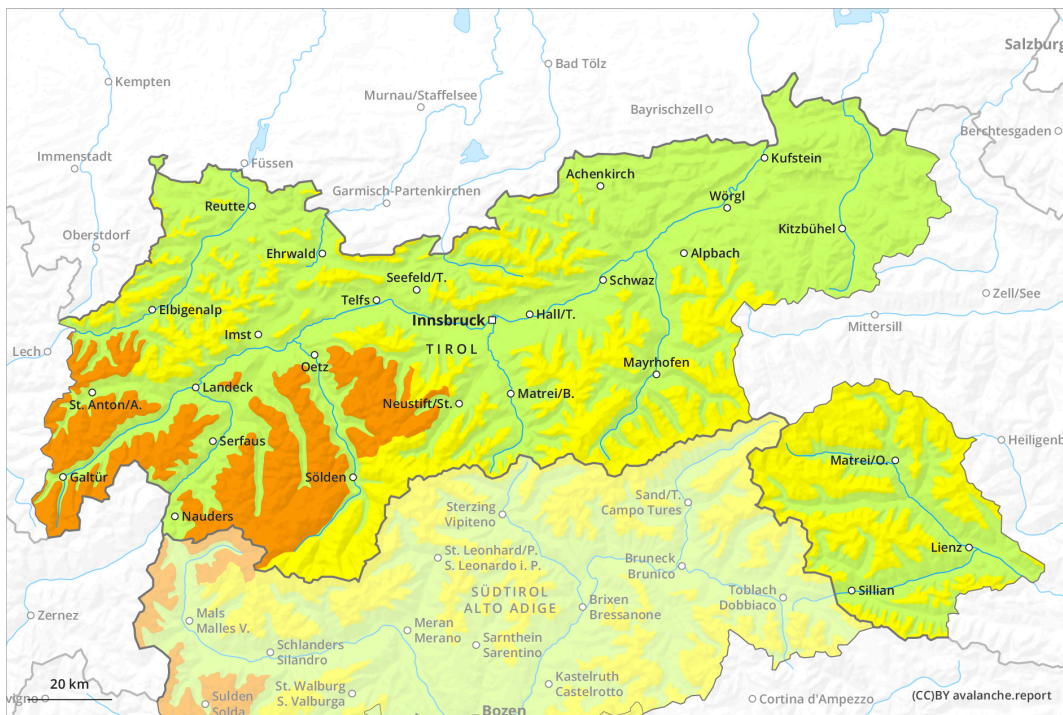 Salzburg
Kempten
Bad Tölz
Murnau/Staffelsee
Bayrischzell
Berchtesgaden
Immenstadt
Füssen
Kufstein
Achenkirch
Garmisch-Partenkirchen
Reutte
Wörgl
Oberstdorf
Kitzbühel
Ehrwald
Alpbach
Seefeld/T.
Schwaz
Telfs
Zell/See
Elbigenalp
Innsbruck
Hall/T.
Mittersill
Imst
Lech
TIROL
Oetz
Mayrhofen
Landeck
Matrei/B.
St. Anton/A.
Neustift/St.
Serfaus
Heiligenb
Matrei/O.
Galtür
Sölden
Sand/T.
Campo Tures
Sterzing
Vipiteno
Nauders
Lienz
St. Leonhard/P.
S. Leonardo i. P.
Bruneck
Brunico
Sillian
Toblach
Dobbiaco
SÜDTIROL
ALTO ADIGE
Brixen
Bressanone
Zernez
Mals
Malles V.
Meran
Merano
Schlanders
Silandro
Sarnthein
Sarentino
20 km
St. Walburg
S. Valburga
Kastelruth
Castelrotto
Sulden
Solda
vigno
Cortina d'Ampezzo
(CC)BY avalanche.report
Bozen